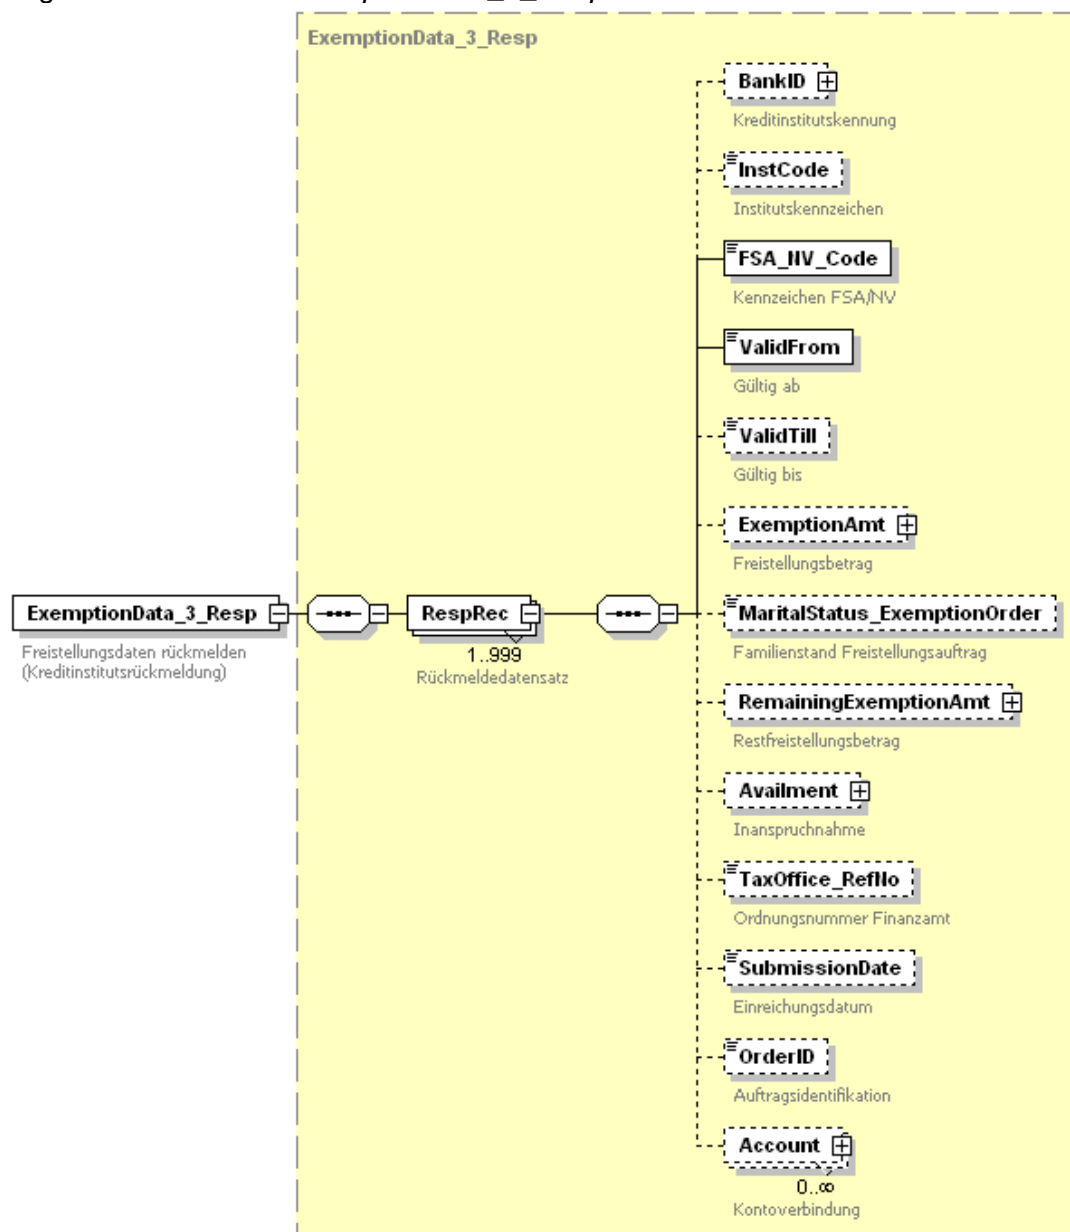 ExemptionData_3_Resp
BankID
Kreditinstitutskennung
InstCode
Institutskennzeichen
FSA_NV_Code
Kennzeichen FSA/NV
ValidFrom
Gültig ab
ValidTill
Gültig bis
ExemptionAmt
Freistellungsbetrag
ExemptionData_3_Resp
Freistellungsdaten rückmelden
(Kreditinstitutsrückmeldung)
RespRec
1..999
Rückmeldedatensatz
MaritalStatus_ExemptionOrder
Familienstand Freistellungsauftrag
RemainingExemptionAmt
Restfreistellungsbetrag
Availment
Inanspruchnahme
TaxOffice_RefNo
Ordnungsnummer Finanzamt
SubmissionDate
Einreichungsdatum
OrderID
Auftragsidentifikation
Account
0..∞
Kontoverbindung